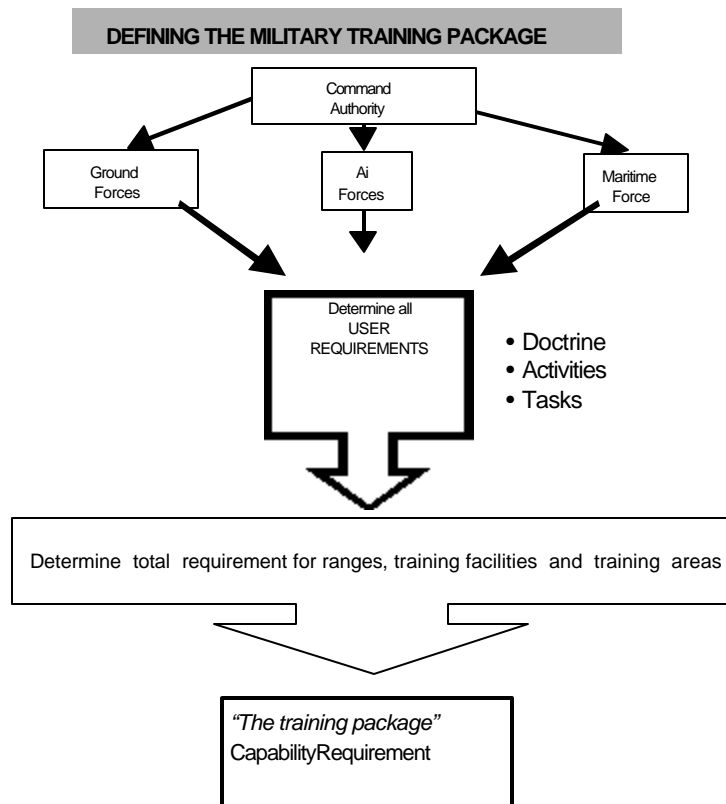 DEFINING THE MILITARY TRAINING PACKAGE
Command
Authority
Ground
Forces
Ai
Forces
Maritime
Force
Determine all
USER
REQUIREMENTS
• Doctrine
• Activities
• Tasks
Determine total requirement for ranges, training facilities and training areas
“The training package”
CapabilityRequirement